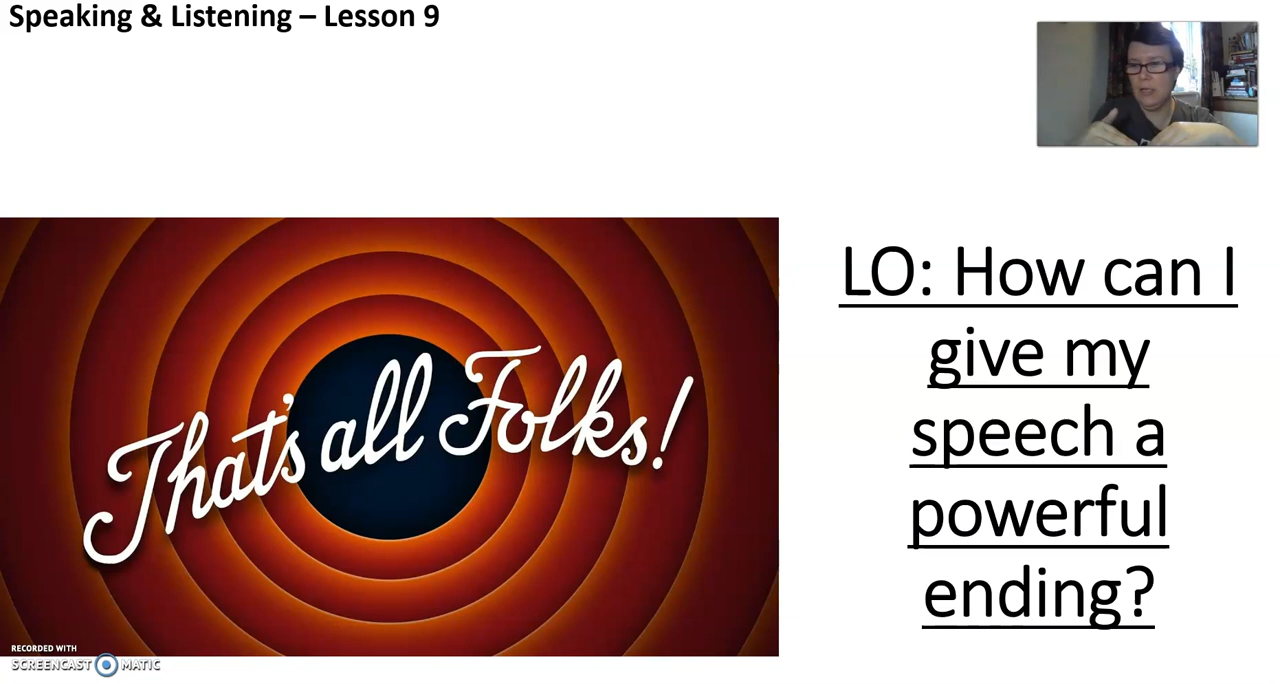 Speaking & Listening – Lesson 9
That's all Folks!
LO: How can I
give my
speech a
powerful
ending?
RECORDED WITH
SCREENCAST MATIC